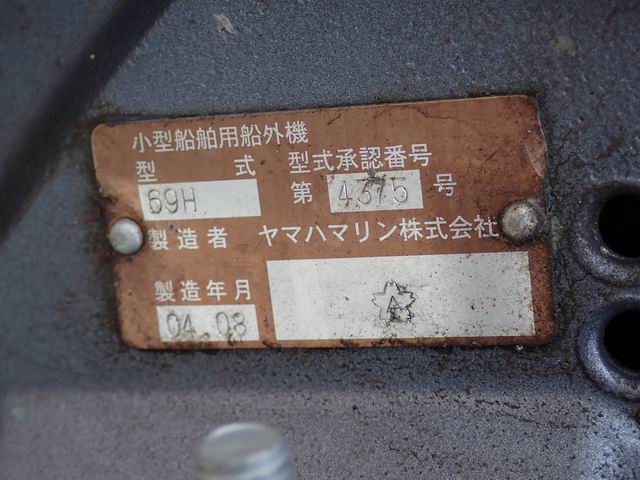 小型船舶用船外機
型 式 型式承認番号
69H 第 4375 号
製造者 ヤマハマリン株式会社
製造年月
04.08
A